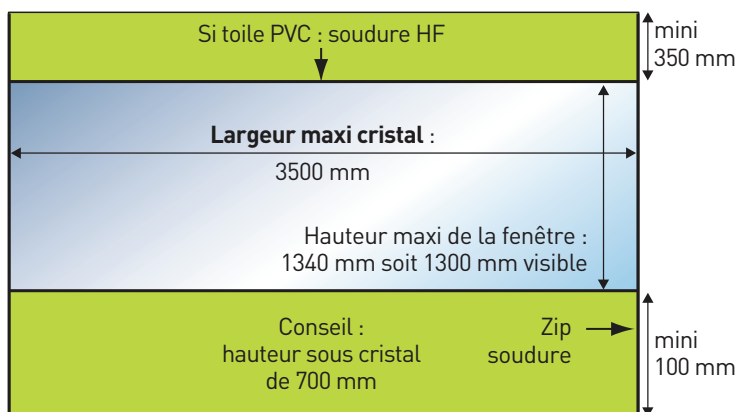 Si toile PVC : soudure HF
mini
350 mm
Largeur maxi cristal :
3500 mm
Hauteur maxi de la fenêtre :
1340 mm soit 1300 mm visible
Conseil :
hauteur sous cristal
de 700 mm
Zip
soudure
mini
100 mm